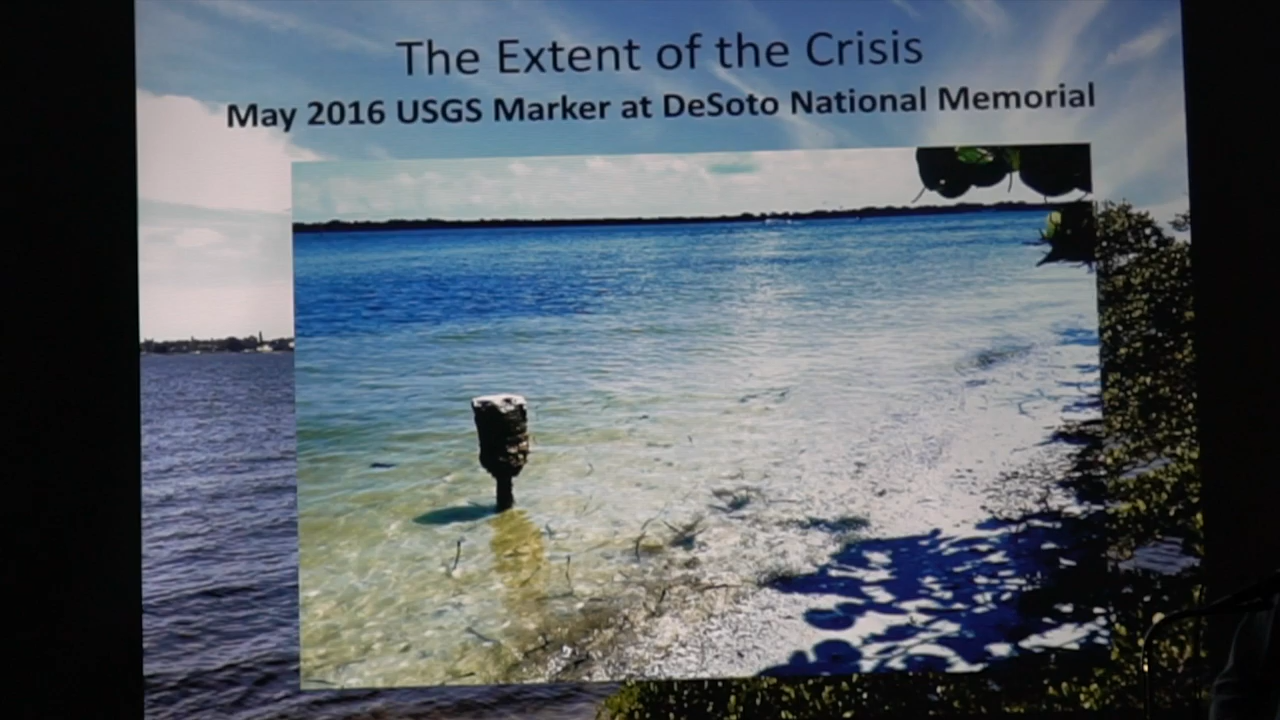 The Extent of the Crisis
May 2016 USGS Marker at DeSoto National Memorial